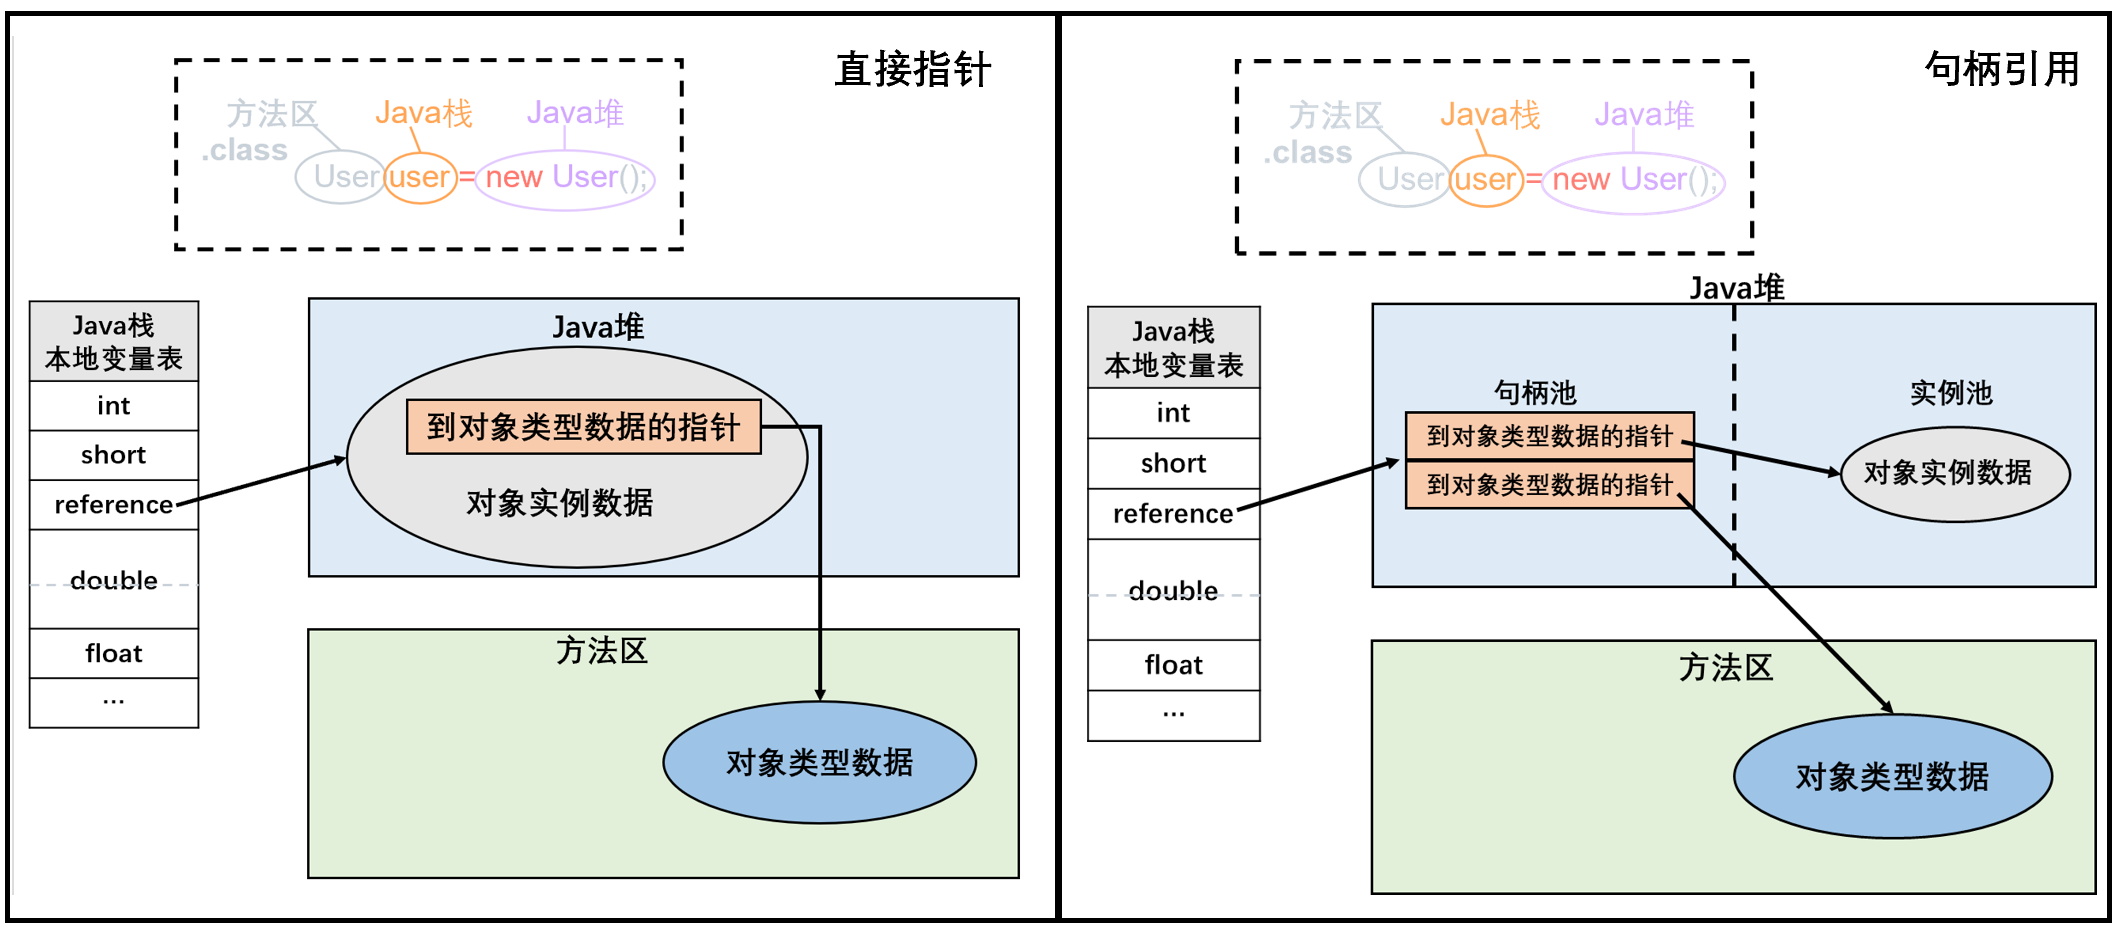 直接指针
方法区
.class
Java栈
Java堆
User user = new User();
Java栈
本地变量表
int
short
reference
double
float
...
Java堆
到对象类型数据的指针
对象实例数据
方法区
对象类型数据
句柄引用
方法区
.class
Java栈
Java堆
User user = new User();
Java栈
本地变量表
int
short
reference
double
float
...
Java堆
句柄池
到对象类型数据的指针
到对象类型数据的指针
实例池
对象实例数据
方法区
对象类型数据